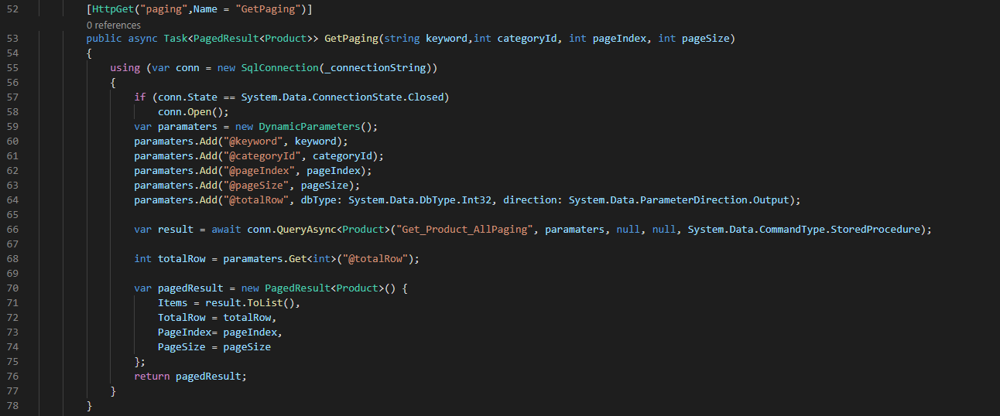 52 [HttpGet("paging",Name = "GetPaging")]
0 references
53 public async Task<PagedResult<Product>> GetPaging(string keyword,int categoryId, int pageIndex, int pageSize)
54 {
55 using (var conn = new SqlConnection(_connectionString))
56 {
57 if (conn.State == System.Data.ConnectionState.Closed)
58 conn.Open();
59 var paramaters = new DynamicParameters();
60 paramaters.Add("@keyword", keyword);
61 paramaters.Add("@categoryId", categoryId);
62 paramaters.Add("@pageIndex", pageIndex);
63 paramaters.Add("@pageSize", pageSize);
64 paramaters.Add("@totalRow", dbType: System.Data.DbType.Int32, direction: System.Data.ParameterDirection.Output);
65
66 var result = await conn.QueryAsync<Product>("Get_Product_AllPaging", paramaters, null, null, System.Data.CommandType.StoredProcedure);
67
68 int totalRow = paramaters.Get<int>("@totalRow");
69
70 var pagedResult = new PagedResult<Product>() {
71 Items = result.ToList(),
72 TotalRow = totalRow,
73 PageIndex= pageIndex,
74 PageSize = pageSize
75 };
76 return pagedResult;
77 }
78 }